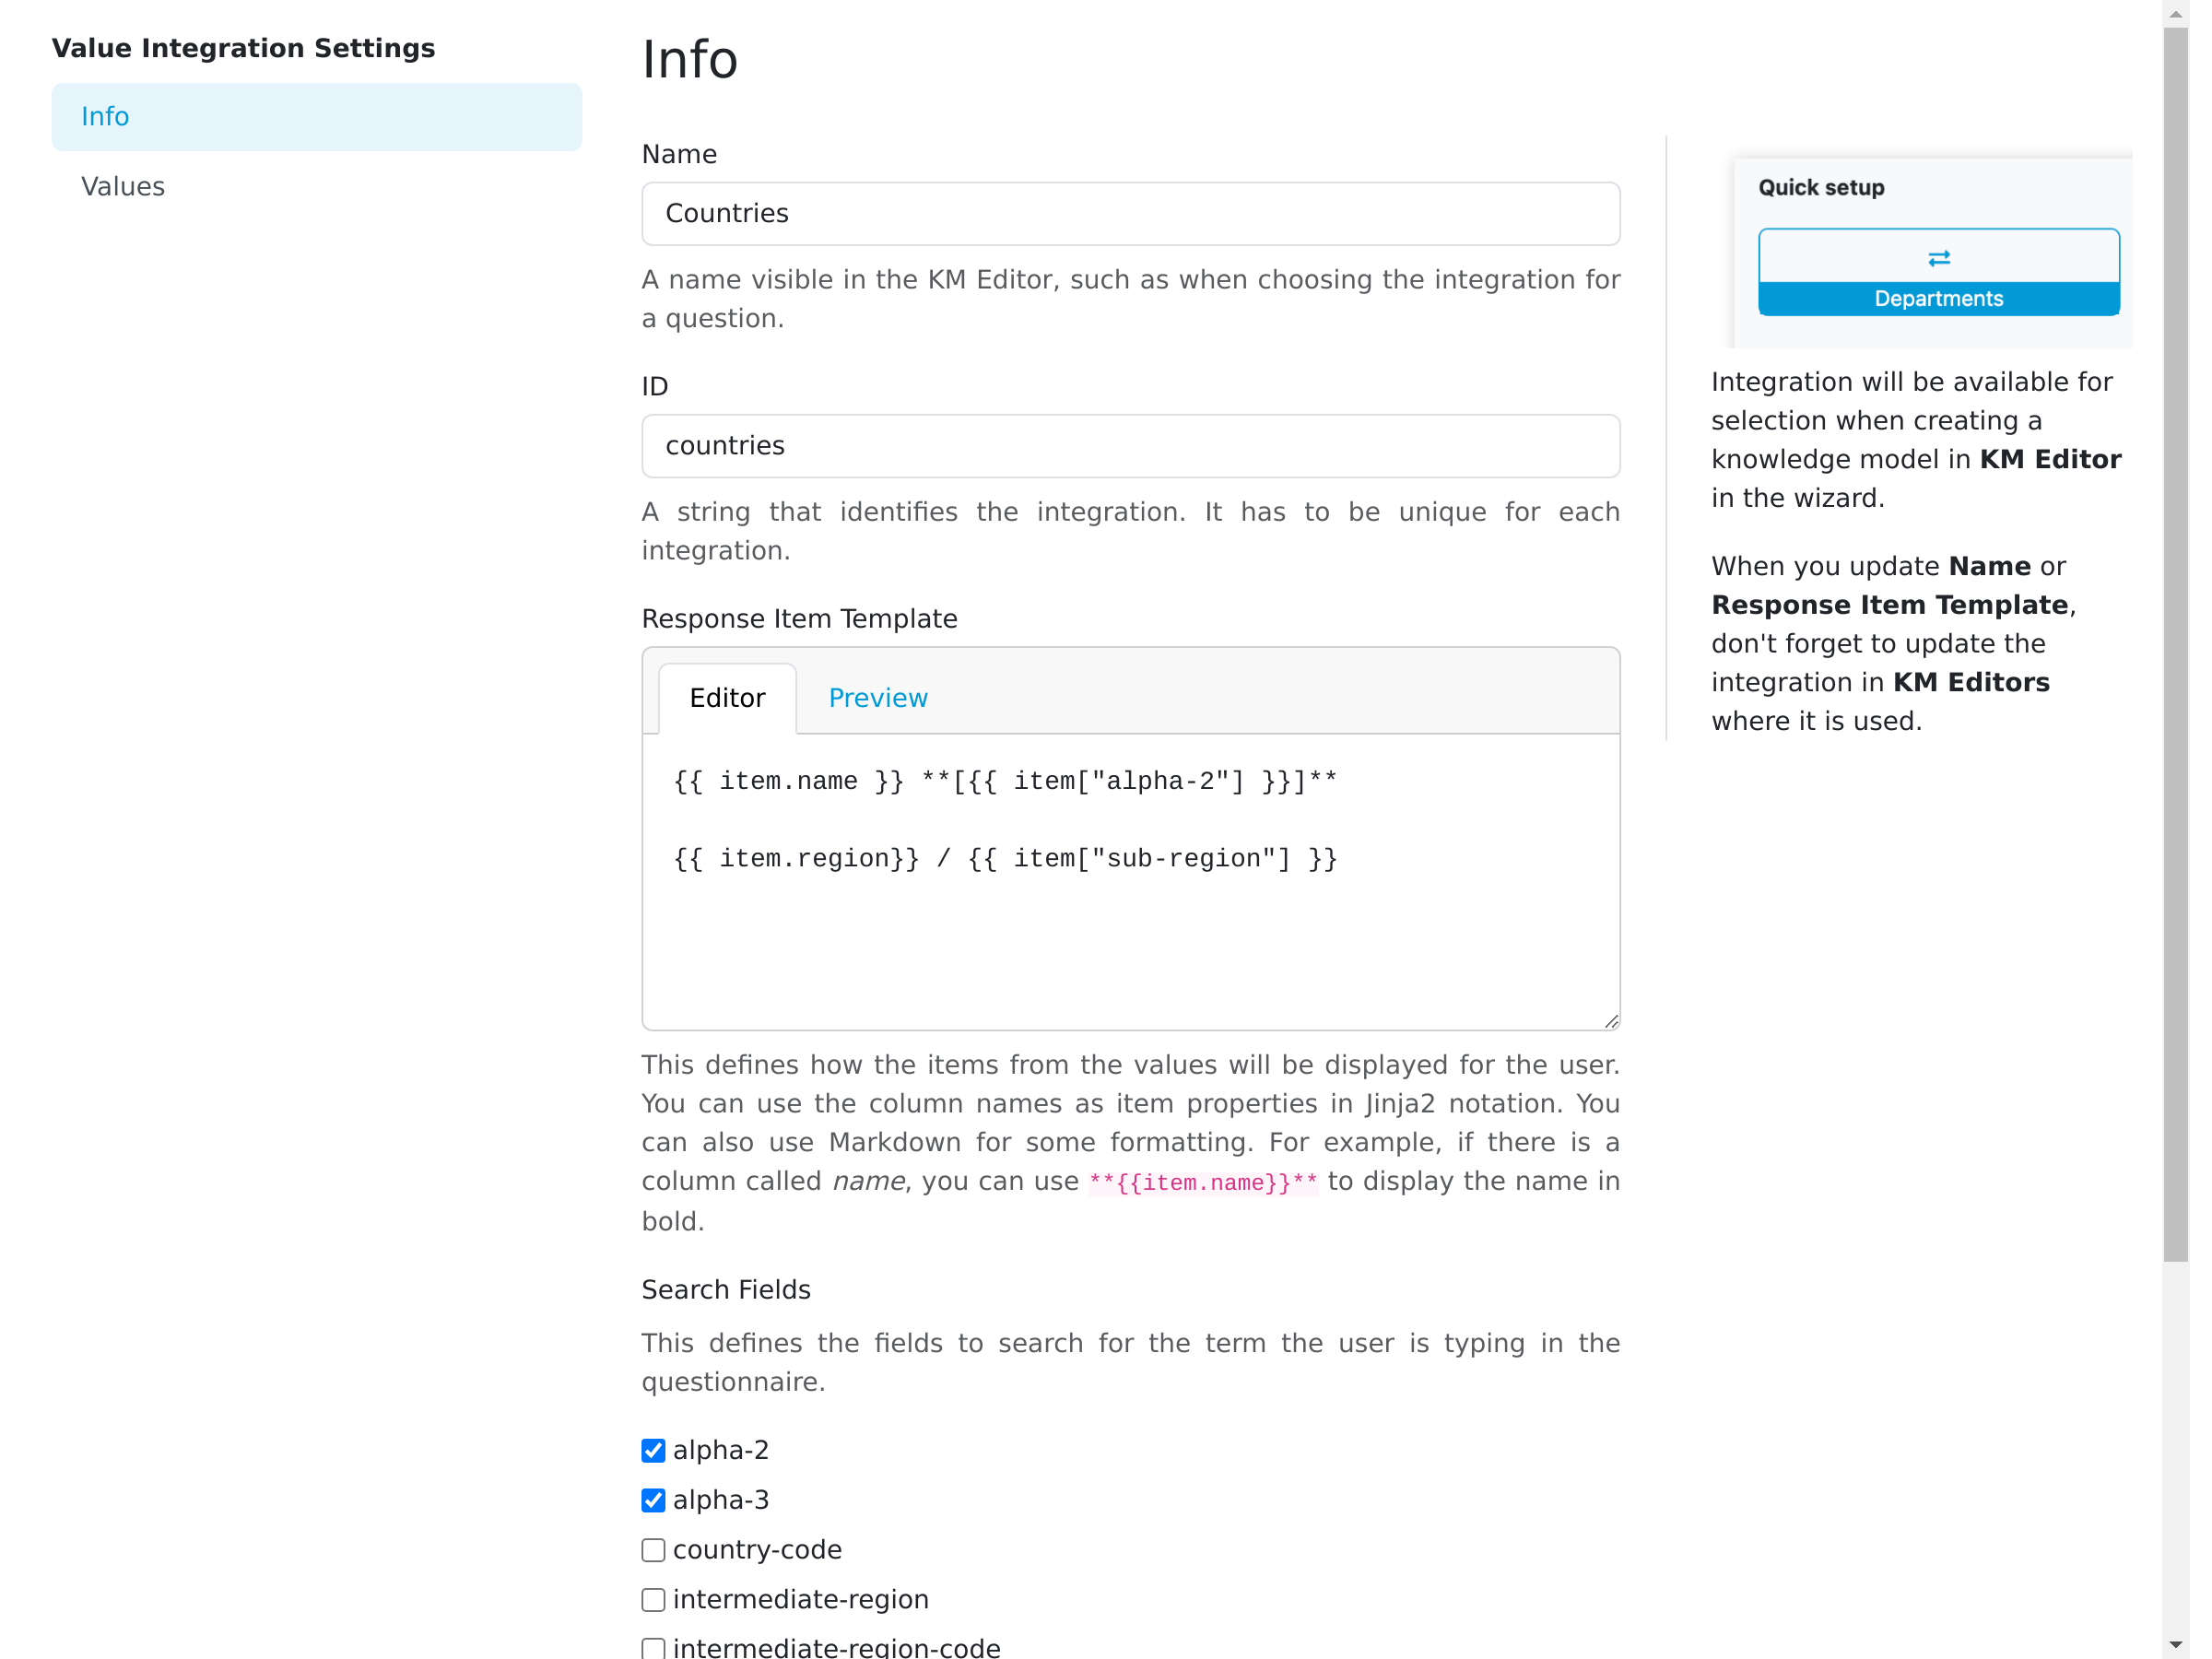 Value Integration Settings
Info
Values
Info
Name
Countries
A name visible in the KM Editor, such as when choosing the integration for
a question.
ID
countries
A string that identifies the integration. It has to be unique for each
integration.
Response Item Template
Editor Preview
{{ item.name }} **[{{ item["alpha-2"] }}]**
{{ item.region}} / {{ item["sub-region"] }}
This defines how the items from the values will be displayed for the user.
You can use the column names as item properties in Jinja2 notation. You
can also use Markdown for some formatting. For example, if there is a
column called name, you can use **{{item.name}}** to display the name in
bold.
Search Fields
This defines the fields to search for the term the user is typing in the
questionnaire.
alpha-2
alpha-3
country-code
intermediate-region
intermediate-region-code
Quick setup
Departments
Integration will be available for
selection when creating a
knowledge model in KM Editor
in the wizard.
When you update Name or
Response Item Template,
don't forget to update the
integration in KM Editors
where it is used.